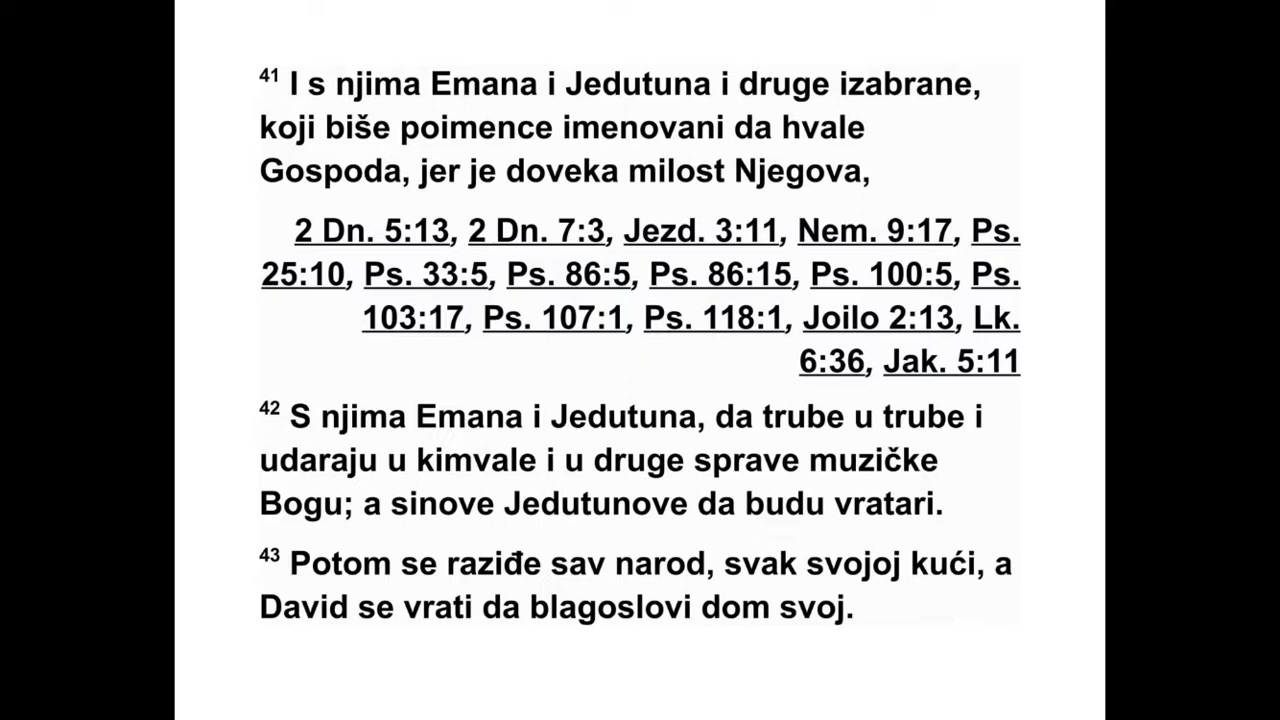 41 I s njima Emana i Jedutuna i druge izabrane,
koji biše poimence imenovani da hvale
Gospoda, jer je doveka milost Njegova,
2 Dn. 5:13, 2 Dn. 7:3, Jezd. 3:11, Nem. 9:17, Ps.
25:10, Ps. 33:5, Ps. 86:5, Ps. 86:15, Ps. 100:5, Ps.
103:17, Ps. 107:1, Ps. 118:1, Joilo 2:13, Lk.
6:36, Jak. 5:11
42 S njima Emana i Jedutuna, da trube u trube i
udaraju u kimvale i u druge sprave muzičke
Bogu; a sinove Jedutunove da budu vratari.
43 Potom se raziđe sav narod, svak svojoj kući, a
David se vrati da blagoslovi dom svoj.